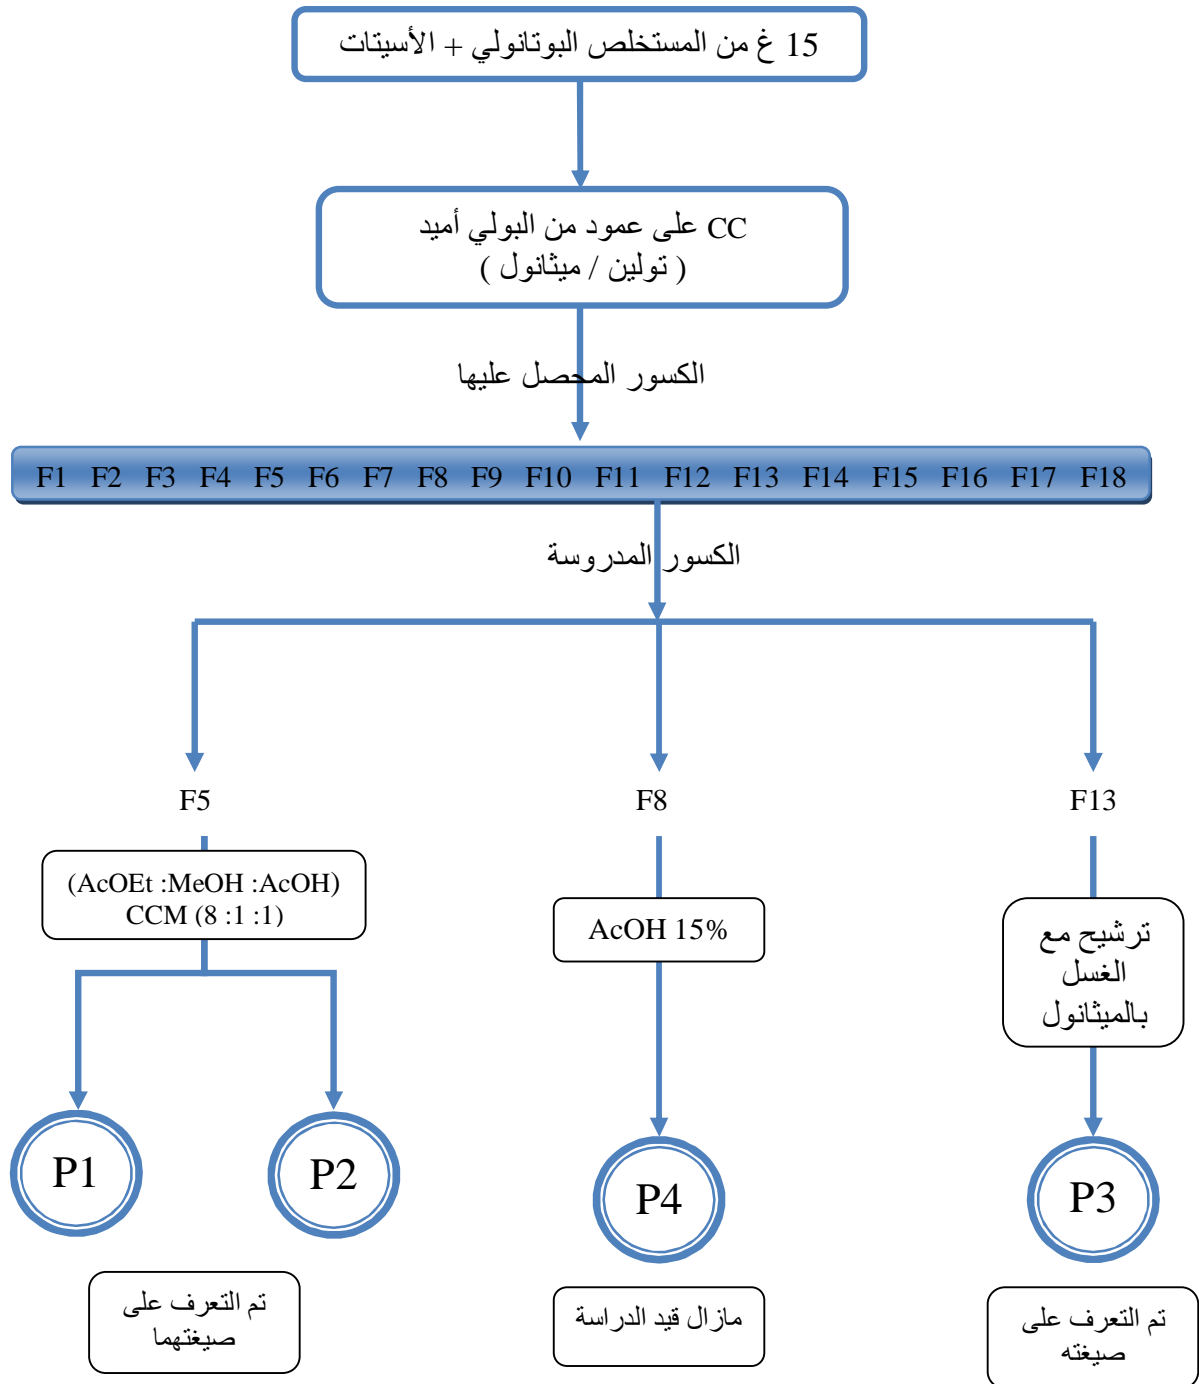 15 غ من المستخلص البوتانولي + الأسيتات
CC على عمود من البولي أميد
( تولين / ميثانول )
الكسور المحصل عليها
F1 F2 F3 F4 F5 F6 F7 F8 F9 F10 F11 F12 F13 F14 F15 F16 F17 F18
الكسور المدروسة
F5
F8
F13
(AcOEt :MeOH :AcOH)
CCM (8 :1 :1)
AcOH 15%
ترشيح مع
الغسل
بالميثانول
P1
P2
P4
P3
تم التعرف على
صيغتهما
مازال قيد الدراسة
تم التعرف على
صيغته